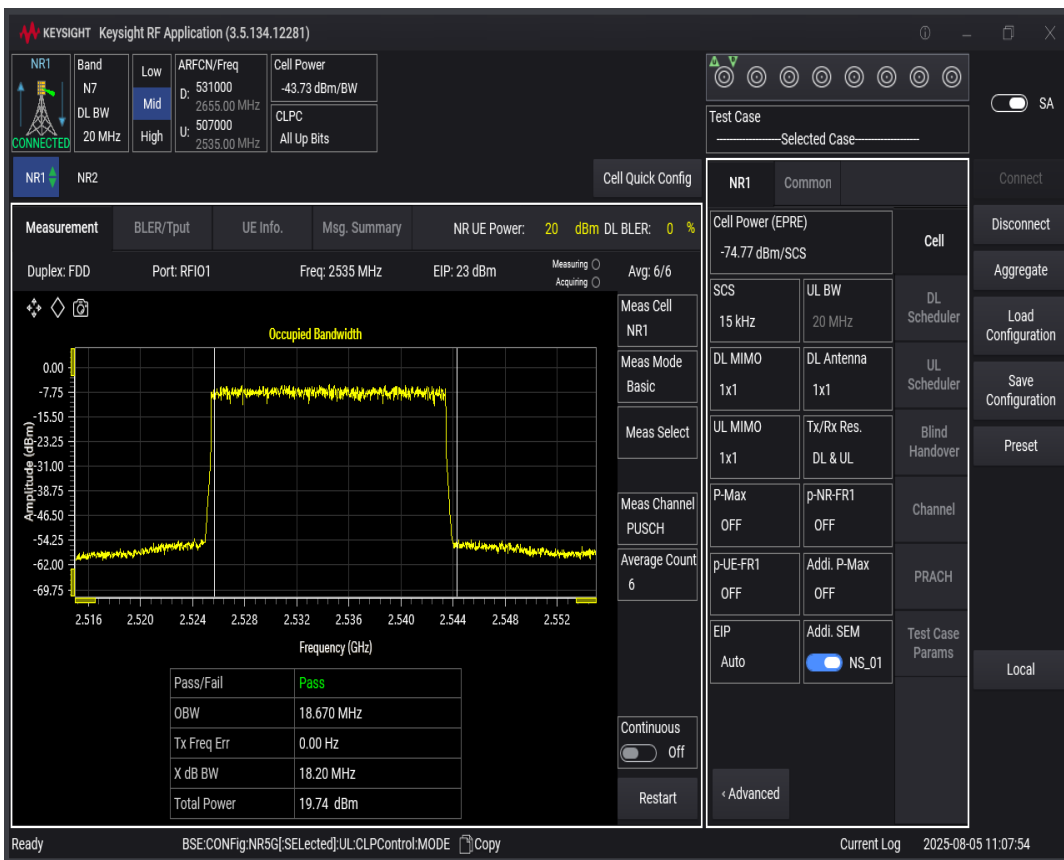 KEYSIGHT Keysight RF Application (3.5.134.12281)
NR1
CONNECTED
Band
N7
DL BW
20 MHz
Low
Mid
High
ARFCN/Freq
D: 531000
2655.00 MHz
U: 507000
2535.00 MHz
Cell Power
-43.73 dBm/BW
CLPC
All Up Bits
Test Case
Selected Case
SA
NR1 NR2 Cell Quick Config
Measurement BLER/Tput UE Info. Msg. Summary NR UE Power: 20 dBm DL BLER: 0 %
Duplex: FDD Port: RFIO1 Freq: 2535 MHz EIP: 23 dBm Measuring Avg: 6/6
Acquiring
Occupied Bandwidth
Amplitude (dBm)
0.00
-7.75
-15.50
-23.25
-31.00
-38.75
-46.50
-54.25
-62.00
-69.75
2.516 2.520 2.524 2.528 2.532 2.536 2.540 2.544 2.548 2.552
Frequency (GHz)
Pass/Fail Pass
OBW 18.670 MHz
Tx Freq Err 0.00 Hz
X dB BW 18.20 MHz
Total Power 19.74 dBm
Meas Cell
NR1
Meas Mode
Basic
Meas Select
Meas Channel
PUSCH
Average Count
6
Continuous
Off
Restart
NR1 Common
Cell Power (EPRE)
-74.77 dBm/SCS
SCS
15 kHz
UL BW
20 MHz
DL MIMO
1x1
DL Antenna
1x1
UL MIMO
1x1
Tx/Rx Res.
DL & UL
P-Max
OFF
p-NR-FR1
OFF
p-UE-FR1
OFF
Addi. P-Max
OFF
EIP
Auto
Addi. SEM
NS_01
‹ Advanced
Cell
DL
Scheduler
UL
Scheduler
Blind
Handover
Channel
PRACH
Test Case
Params
Connect
Disconnect
Aggregate
Load
Configuration
Save
Configuration
Preset
Local
Ready BSE:CONFig:NR5G[:SELected]:UL:CLPControl:MODE Copy Current Log 2025-08-05 11:07:54